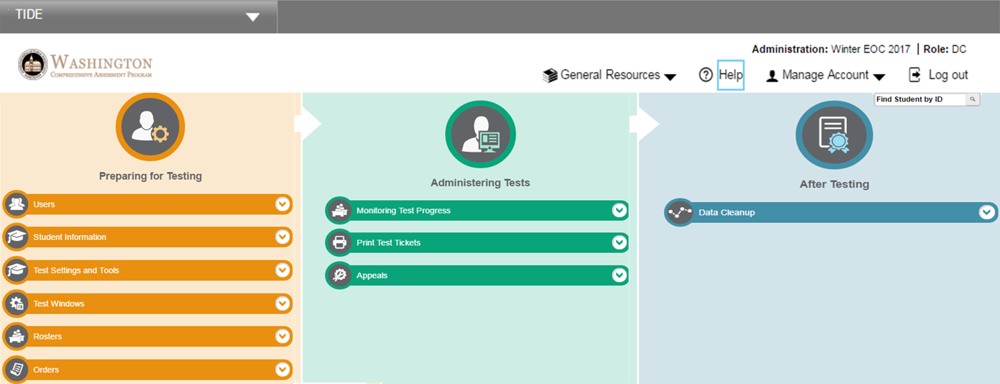 TIDE
WASHINGTON
COMPREHENSIVE ASSESSMENT PROGRAM
Administration: Winter EOC 2017 | Role: DC
General Resources
Help
Manage Account
Log out
Find Student by ID
Preparing for Testing
Users
Student Information
Test Settings and Tools
Test Windows
Rosters
Orders
Administering Tests
Monitoring Test Progress
Print Test Tickets
Appeals
After Testing
Data Cleanup